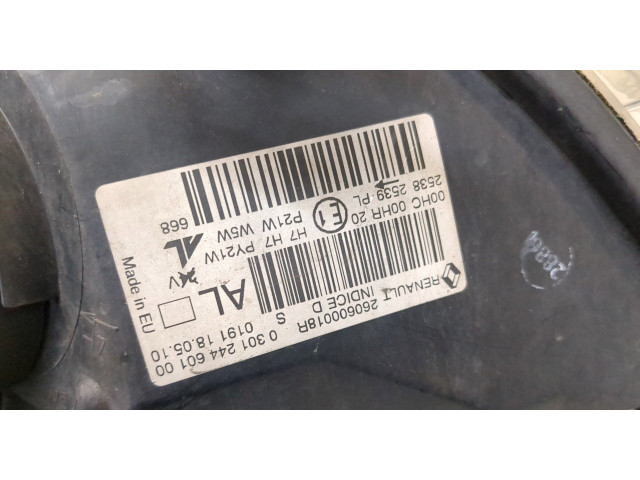 RENAULT 260600018R
INDICE D
S
0 301 244 601 00
0191 18.05.10
AL
Made in EU
00HC 00HR 20
2538 2539 PL
E1
H7 H7 PY21W
P21W W5W
AL
668